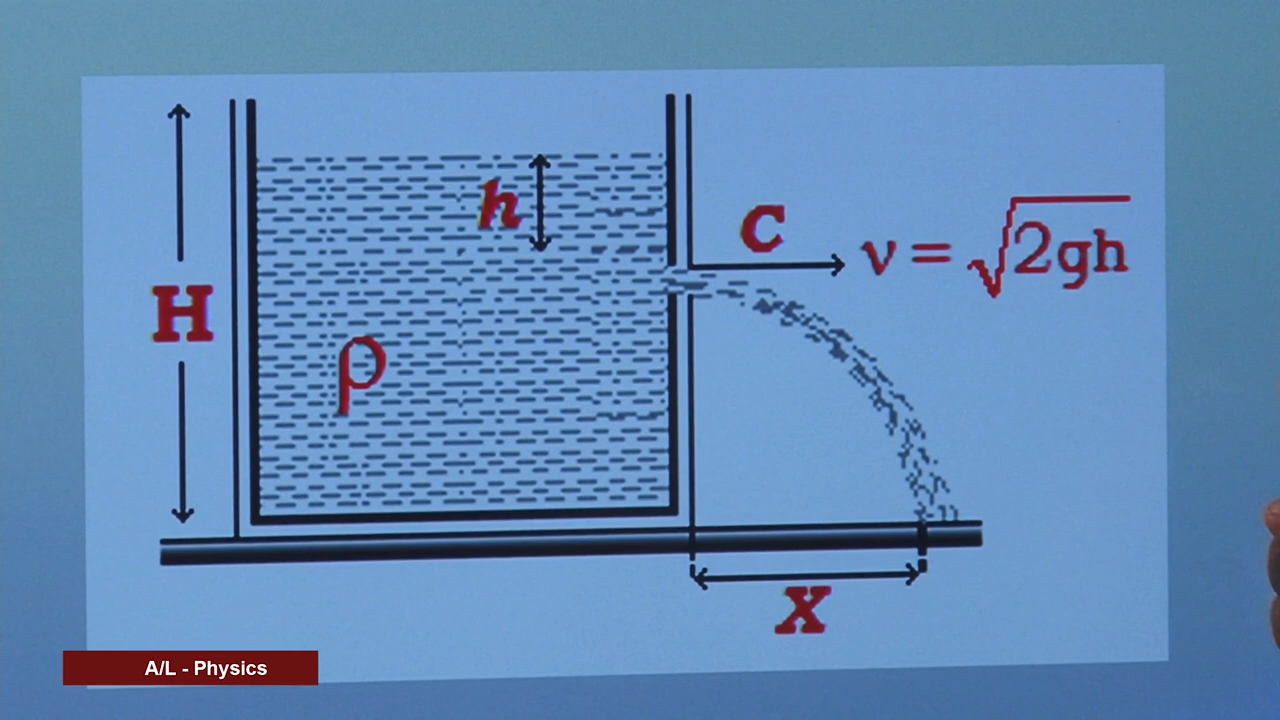 h
C
ν = √2gh
H
ρ
X
A/L - Physics